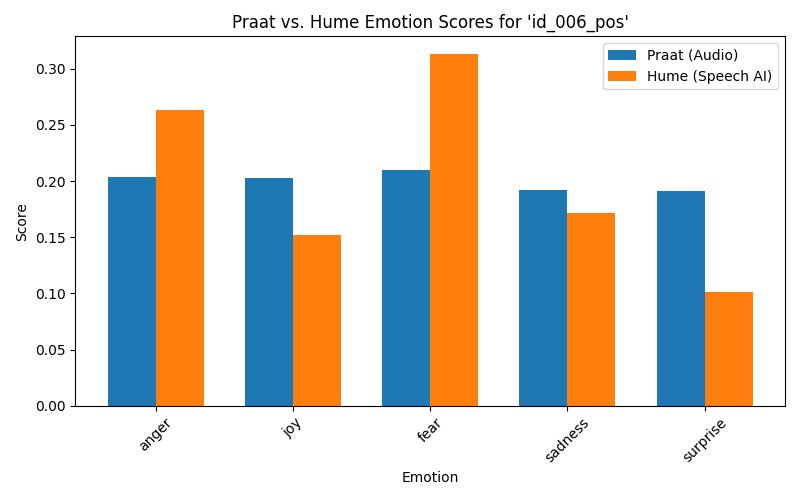 Praat vs. Hume Emotion Scores for 'id_006_pos'
Praat (Audio)
Hume (Speech AI)
Score
0.30
0.25
0.20
0.15
0.10
0.05
0.00
anger
joy
fear
sadness
surprise
Emotion